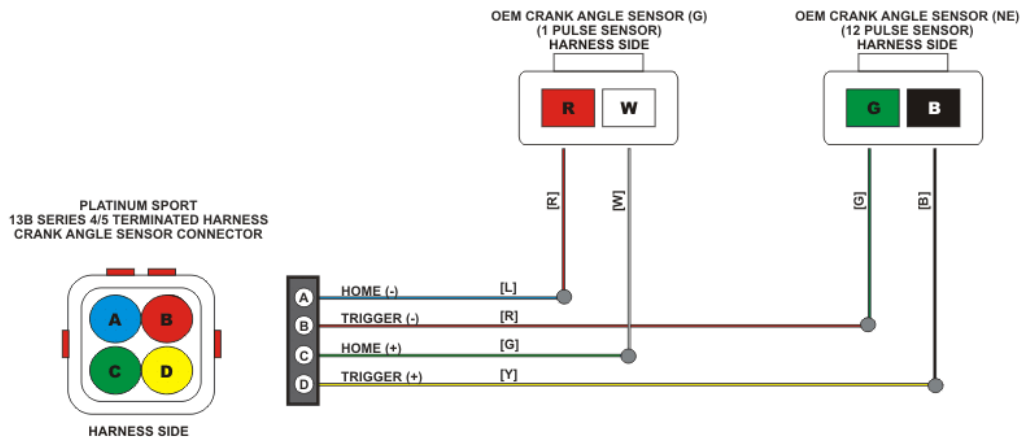 OEM CRANK ANGLE SENSOR (G)
(1 PULSE SENSOR)
HARNESS SIDE
R W
OEM CRANK ANGLE SENSOR (NE)
(12 PULSE SENSOR)
HARNESS SIDE
G B
[R] [W] [G] [B]
PLATINUM SPORT
13B SERIES 4/5 TERMINATED HARNESS
CRANK ANGLE SENSOR CONNECTOR
A B
C D
HARNESS SIDE
A HOME (-) [L]
B TRIGGER (-) [R]
C HOME (+) [G]
D TRIGGER (+) [Y]